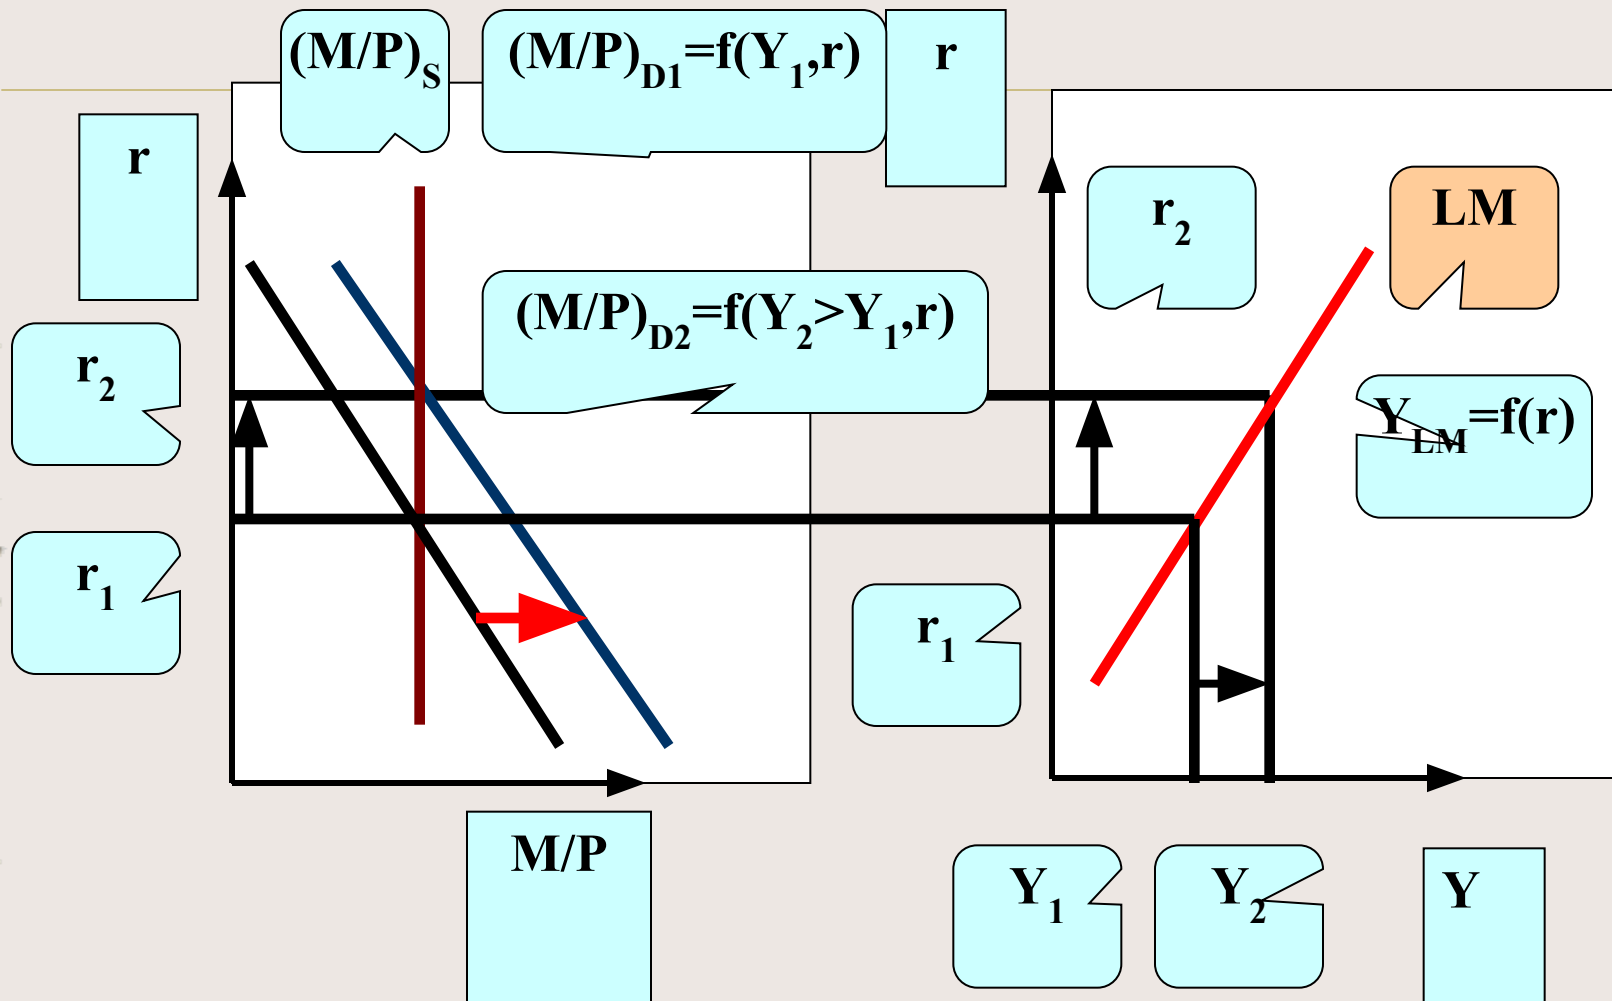 (M/P)S
(M/P)D1=f(Y1,r)
r
r
r2
LM
(M/P)D2=f(Y2>Y1,r)
r2
YLM=f(r)
r1
r1
M/P
Y1
Y2
Y